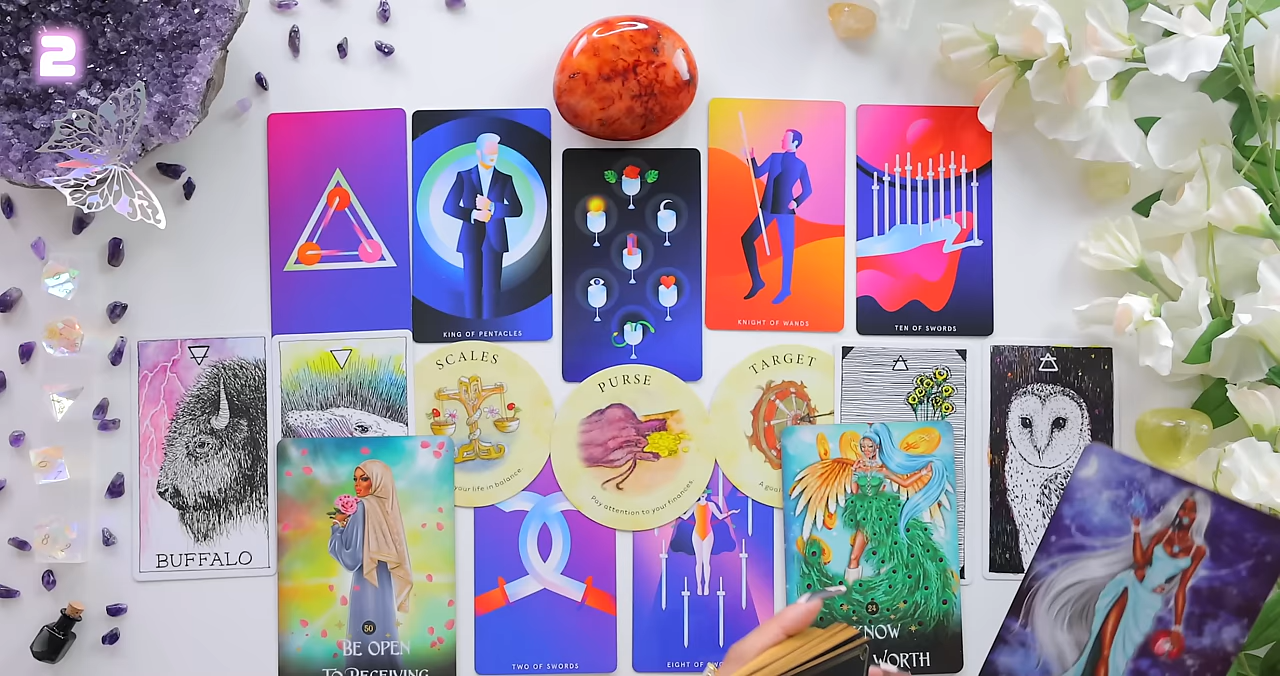 2
KING OF PENTACLES
KNIGHT OF WANDS
TEN OF SWORDS
SCALES
your life in balance.
PURSE
Pay attention to your finances.
TARGET
A goal
BUFFALO
50
BE OPEN
TO RECEIVING
TWO OF SWORDS
EIGHT OF
24
KNOW
WORTH